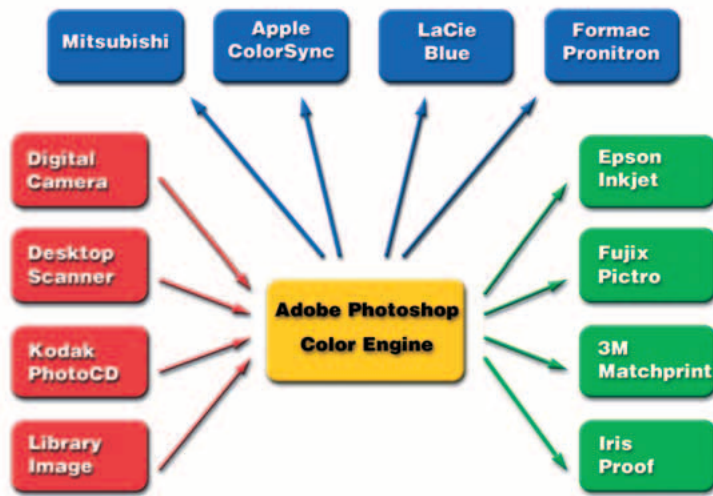 Mitsubishi
Apple
ColorSync
LaCie
Blue
Formac
Pronitron
Digital
Camera
Desktop
Scanner
Kodak
PhotoCD
Library
Image
Adobe Photoshop
Color Engine
Epson
Inkjet
Fujix
Pictro
3M
Matchprint
Iris
Proof